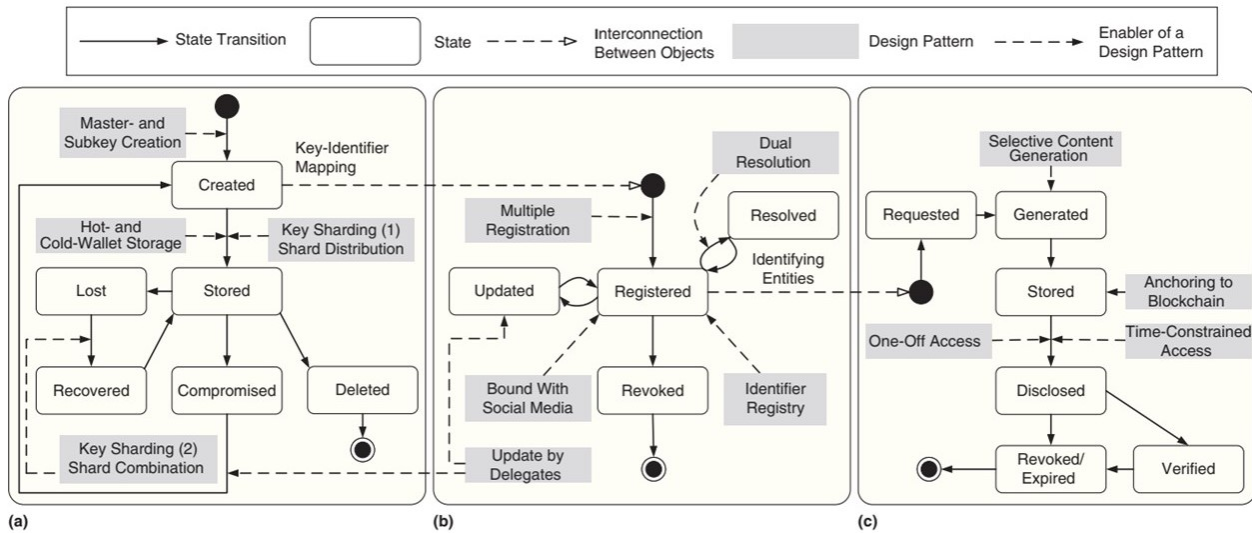 State Transition
State
Interconnection
Between Objects
Design Pattern
Enabler of a
Design Pattern
Master- and
Subkey Creation
Created
Key-Identifier
Mapping
Hot- and
Cold-Wallet Storage
Key Sharding (1)
Shard Distribution
Lost
Stored
Recovered
Compromised
Deleted
Key Sharding (2)
Shard Combination
(a)
Dual
Resolution
Multiple
Registration
Resolved
Identifying
Entities
Updated
Registered
Bound With
Social Media
Revoked
Identifier
Registry
Update by
Delegates
(b)
Selective Content
Generation
Requested
Generated
Stored
Anchoring to
Blockchain
One-Off Access
Time-Constrained
Access
Disclosed
Revoked/
Expired
Verified
(c)